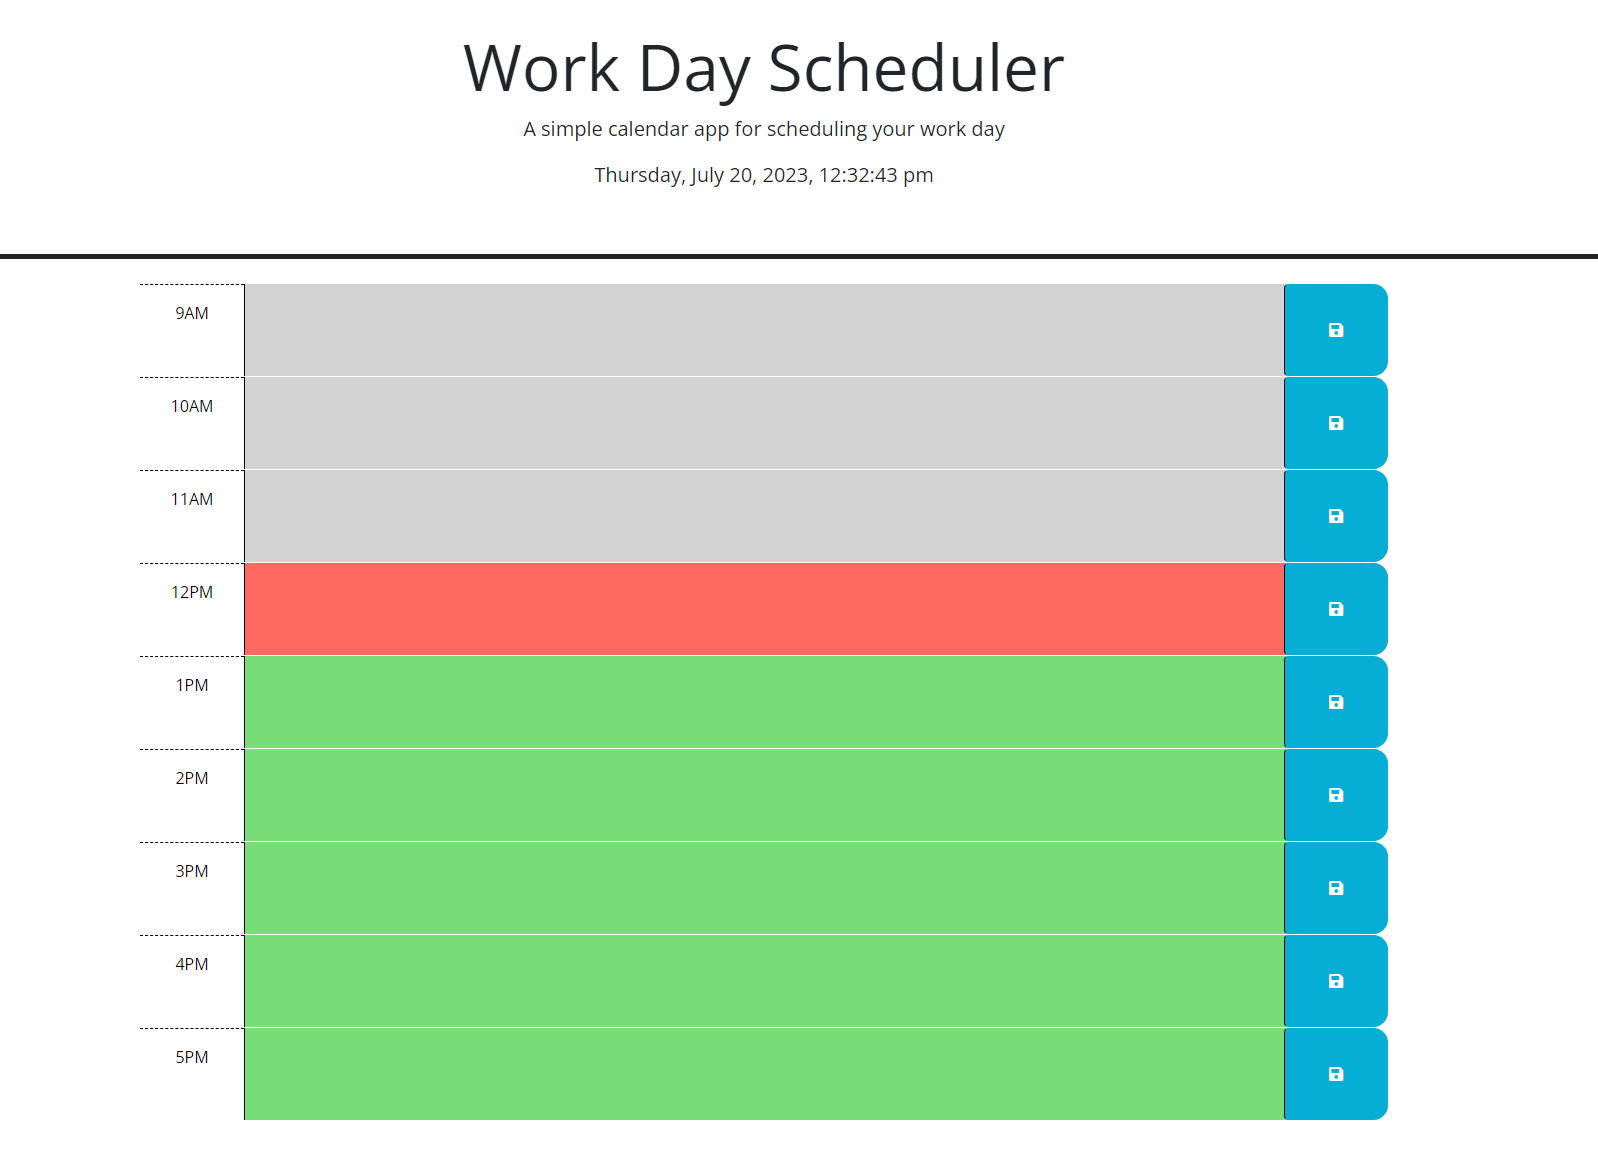 Work Day Scheduler
A simple calendar app for scheduling your work day
Thursday, July 20, 2023, 12:32:43 pm
9AM
10AM
11AM
12PM
1PM
2PM
3PM
4PM
5PM